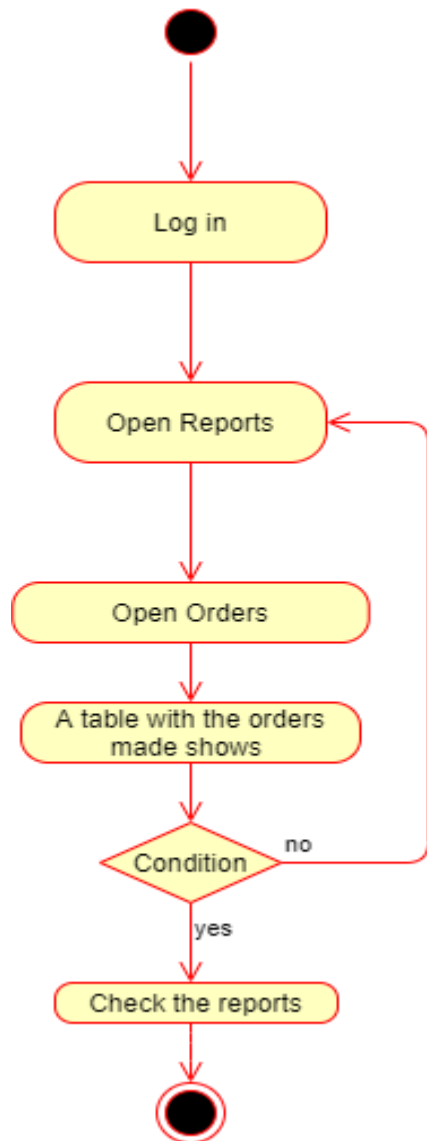 Log in
Open Reports
Open Orders
A table with the orders
made shows
Condition
no
yes
Check the reports